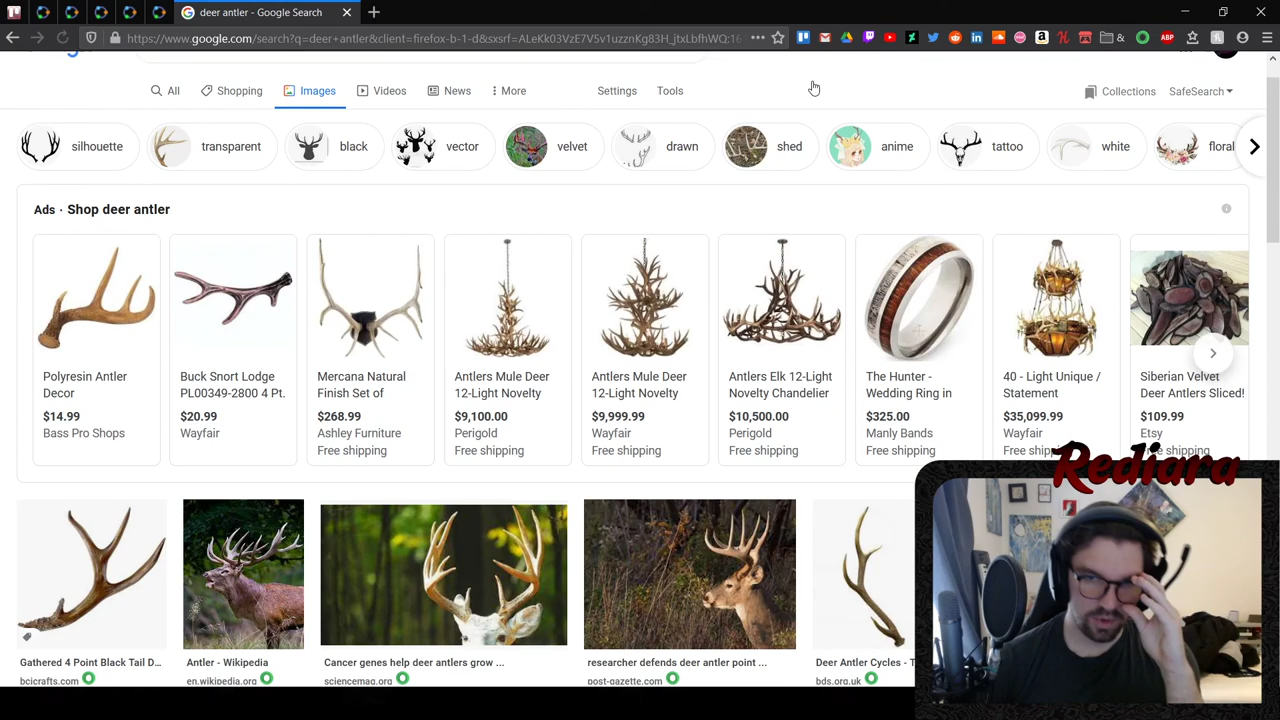 deer antler - Google Search
https://www.google.com/search?q=deer+antler&client=firefox-b-1-d&sxsrf=ALeKk03VzE7V5v1uzznKg83H_jtxLbfhWQ:16
All Shopping Images Videos News More Settings Tools Collections SafeSearch
silhouette transparent black vector velvet drawn shed anime tattoo white floral
Ads · Shop deer antler
Polyresin Antler
Decor
$14.99
Bass Pro Shops
Buck Snort Lodge
PL00349-2800 4 Pt.
$20.99
Wayfair
Mercana Natural
Finish Set of
$268.99
Ashley Furniture
Free shipping
Antlers Mule Deer
12-Light Novelty
$9,100.00
Perigold
Free shipping
Antlers Mule Deer
12-Light Novelty
$9,999.99
Wayfair
Free shipping
Antlers Elk 12-Light
Novelty Chandelier
$10,500.00
Perigold
Free shipping
The Hunter -
Wedding Ring in
$325.00
Manly Bands
Free shipping
40 - Light Unique /
Statement
$35,099.99
Wayfair
Free shipp
Siberian Velvet
Deer Antlers Sliced!
$109.99
Etsy
shipping
Rediara
Gathered 4 Point Black Tail D...
bcicrafts.com
Antler - Wikipedia
en.wikipedia.org
Cancer genes help deer antlers grow ...
sciencemag.org
researcher defends deer antler point ...
post-gazette.com
Deer Antler Cycles - T
bds.org.uk